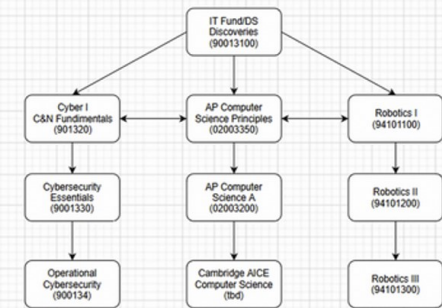 IT Fund/DS
Discoveries
(90013100)
Cyber I
C&N Fundimentals
(901320)
AP Computer
Science Principles
(02003350)
Robotics I
(94101100)
Cybersecurity
Essentials
(9001330)
AP Computer
Science A
(02003200)
Robotics II
(94101200)
Operational
Cybersecurity
(900134)
Cambridge AICE
Computer Science
(tbd)
Robotics III
(94101300)